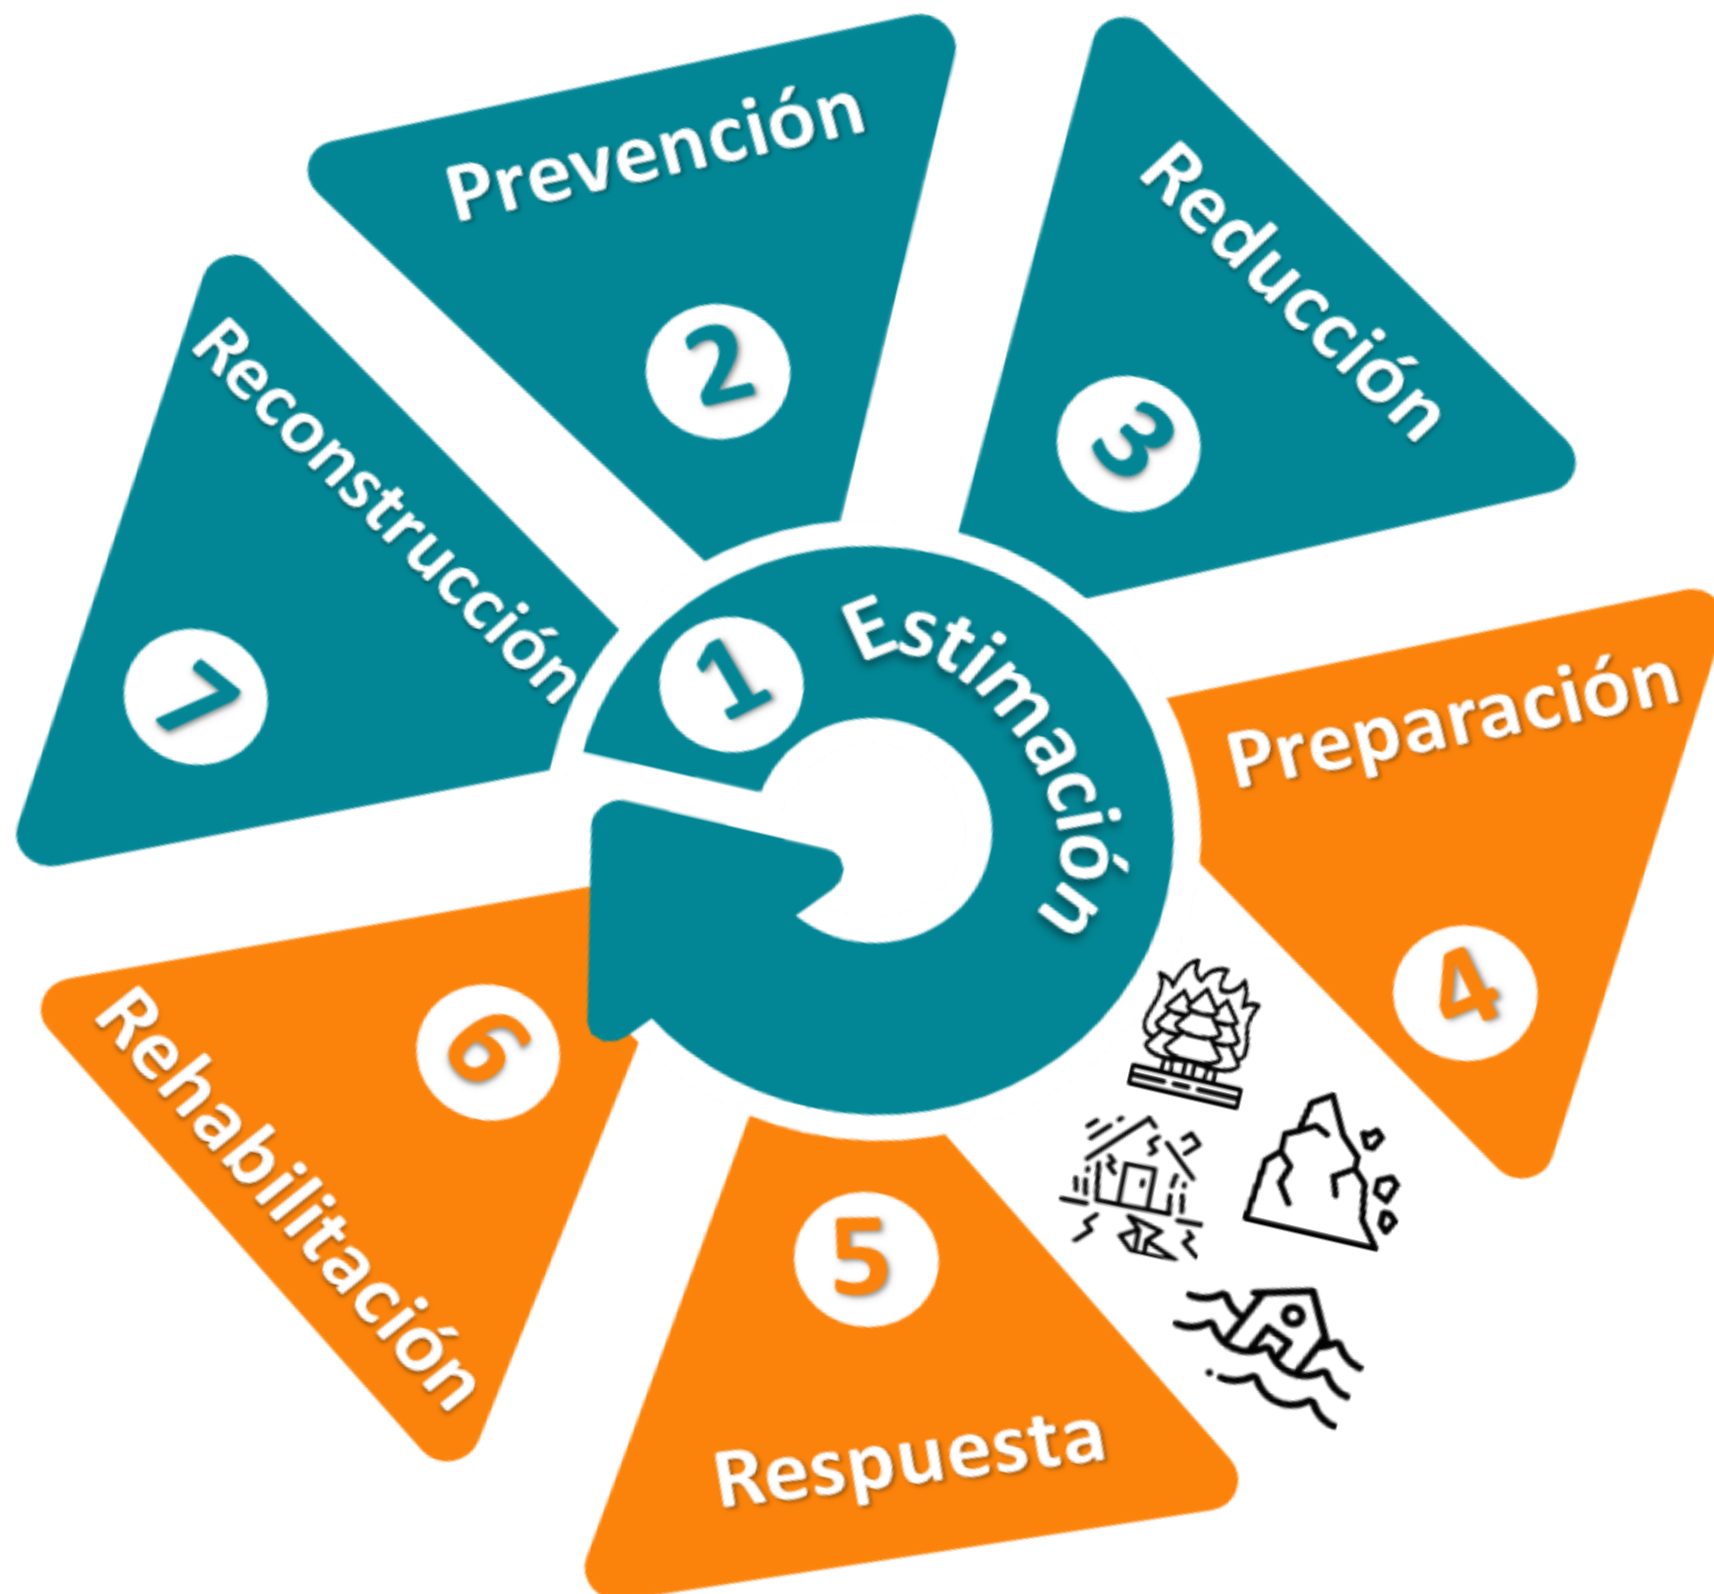 1
Estimación
2
Prevención
3
Reducción
4
Preparación
5
Respuesta
6
Rehabilitación
7
Reconstrucción